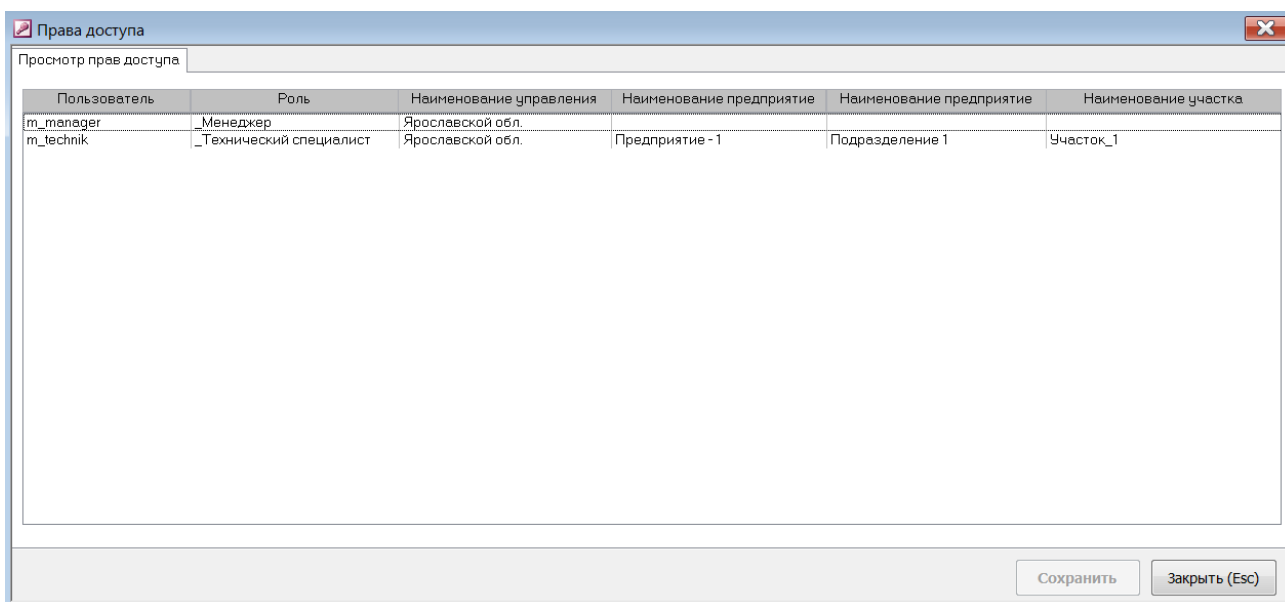 Права доступа
Просмотр прав доступа
Пользователь Роль Наименование управления Наименование предприятие Наименование предприятие Наименование участка
m_manager _Менеджер Ярославской обл.
m_technik _Технический специалист Ярославской обл. Предприятие - 1 Подразделение 1 Участок_1
Сохранить Закрыть (Esc)